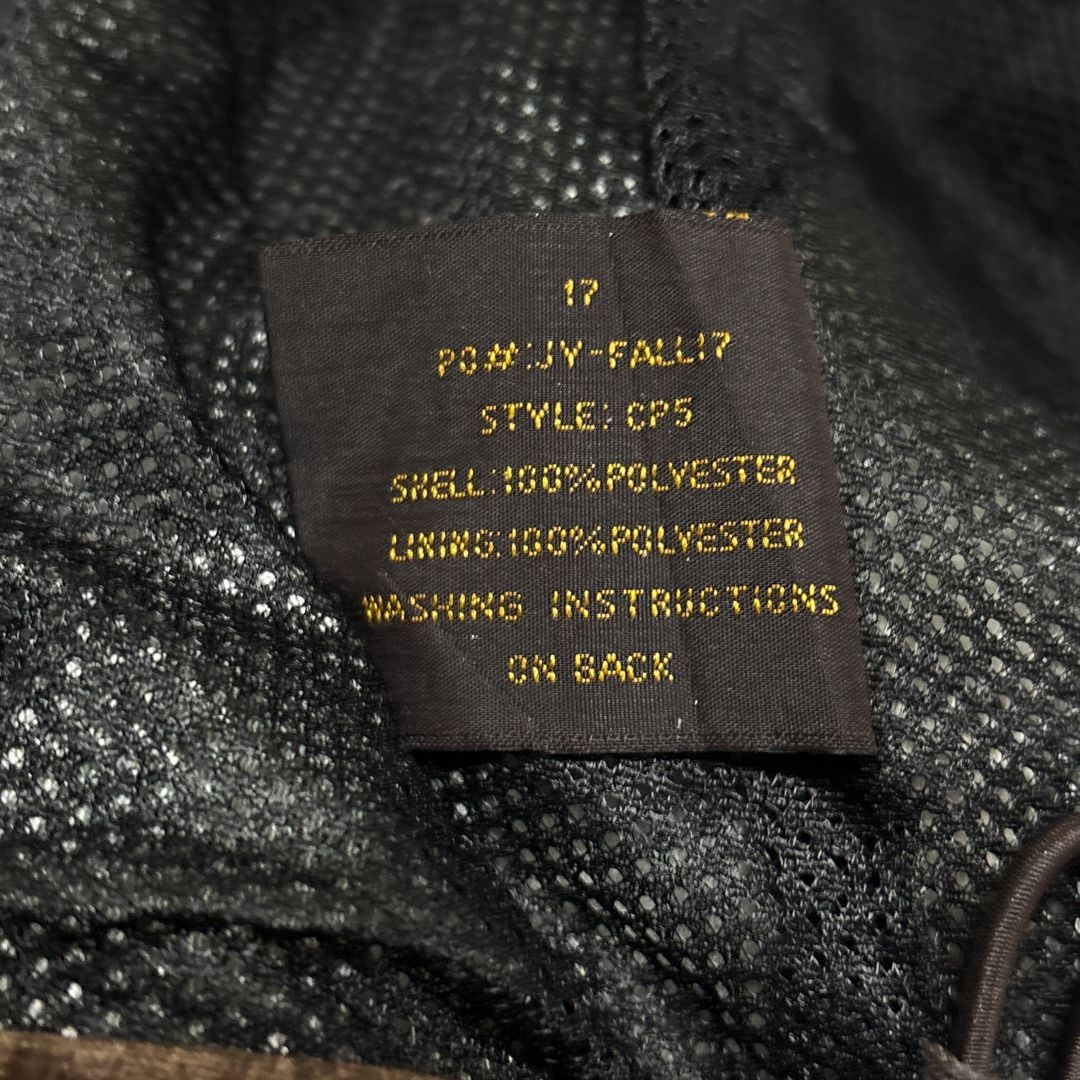 17
PO#:JY-FALL17
STYLE: CP5
SHELL:100%POLYESTER
LINING:100%POLYESTER
WASHING INSTRUCTIONS
ON BACK